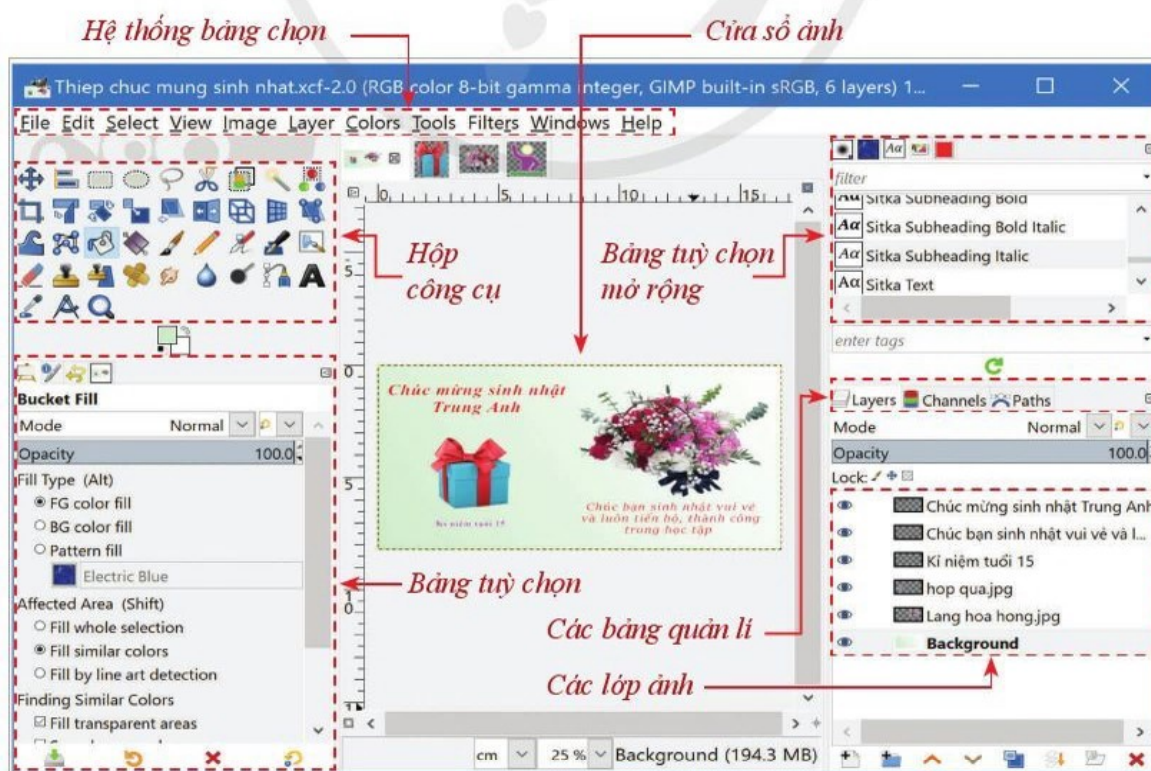 Hệ thống bảng chọn
Cửa sổ ảnh
Thiep chuc mung sinh nhat.xcf-2.0 (RGB color 8-bit gamma integer, GIMP built-in sRGB, 6 layers) 1...
File Edit Select View Image Layer Colors Tools Filters Windows Help
Hộp
công cụ
Bảng tuỳ chọn
mở rộng
filter
Sitka Subheading Bold
Aa Sitka Subheading Bold Italic
Aa Sitka Subheading Italic
Aa Sitka Text
enter tags
Bucket Fill
Mode Normal
Opacity 100.0
Fill Type (Alt)
FG color fill
BG color fill
Pattern fill
Electric Blue
Affected Area (Shift)
Fill whole selection
Fill similar colors
Fill by line art detection
Finding Similar Colors
Fill transparent areas
0 5 10 15
0
5
Chúc mừng sinh nhật
Trung Anh
Kỉ niệm tuổi 15
Chúc bạn sinh nhật vui vẻ
và luôn tiến bộ, thành công
trong học tập
Bảng tuỳ chọn
Các bảng quản lí
Các lớp ảnh
Layers Channels Paths
Mode Normal
Opacity 100.0
Lock:
Chúc mừng sinh nhật Trung Anh
Chúc bạn sinh nhật vui vẻ và l...
Kỉ niệm tuổi 15
hop qua.jpg
Lang hoa hong.jpg
Background
cm 25 % Background (194.3 MB)